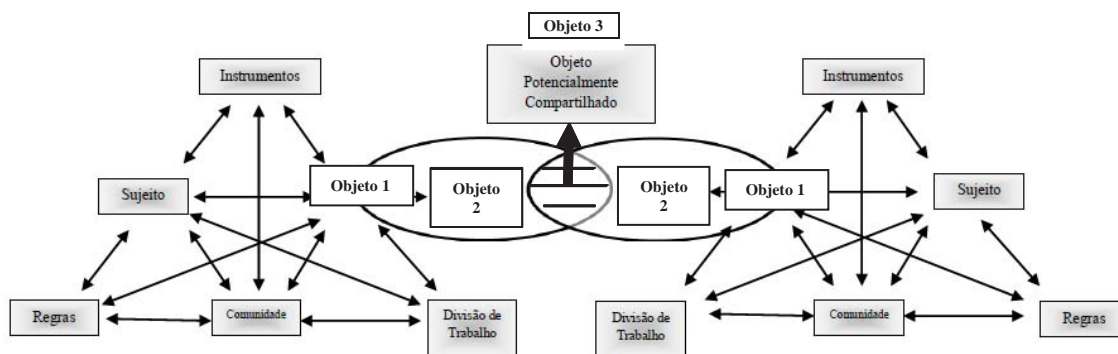 Objeto 3
Objeto
Potencialmente
Compartilhado
Instrumentos
Instrumentos
Sujeito
Objeto 1
Objeto
2
Objeto
2
Objeto 1
Sujeito
Regras
Comunidade
Divisão de
Trabalho
Divisão de
Trabalho
Comunidade
Regras